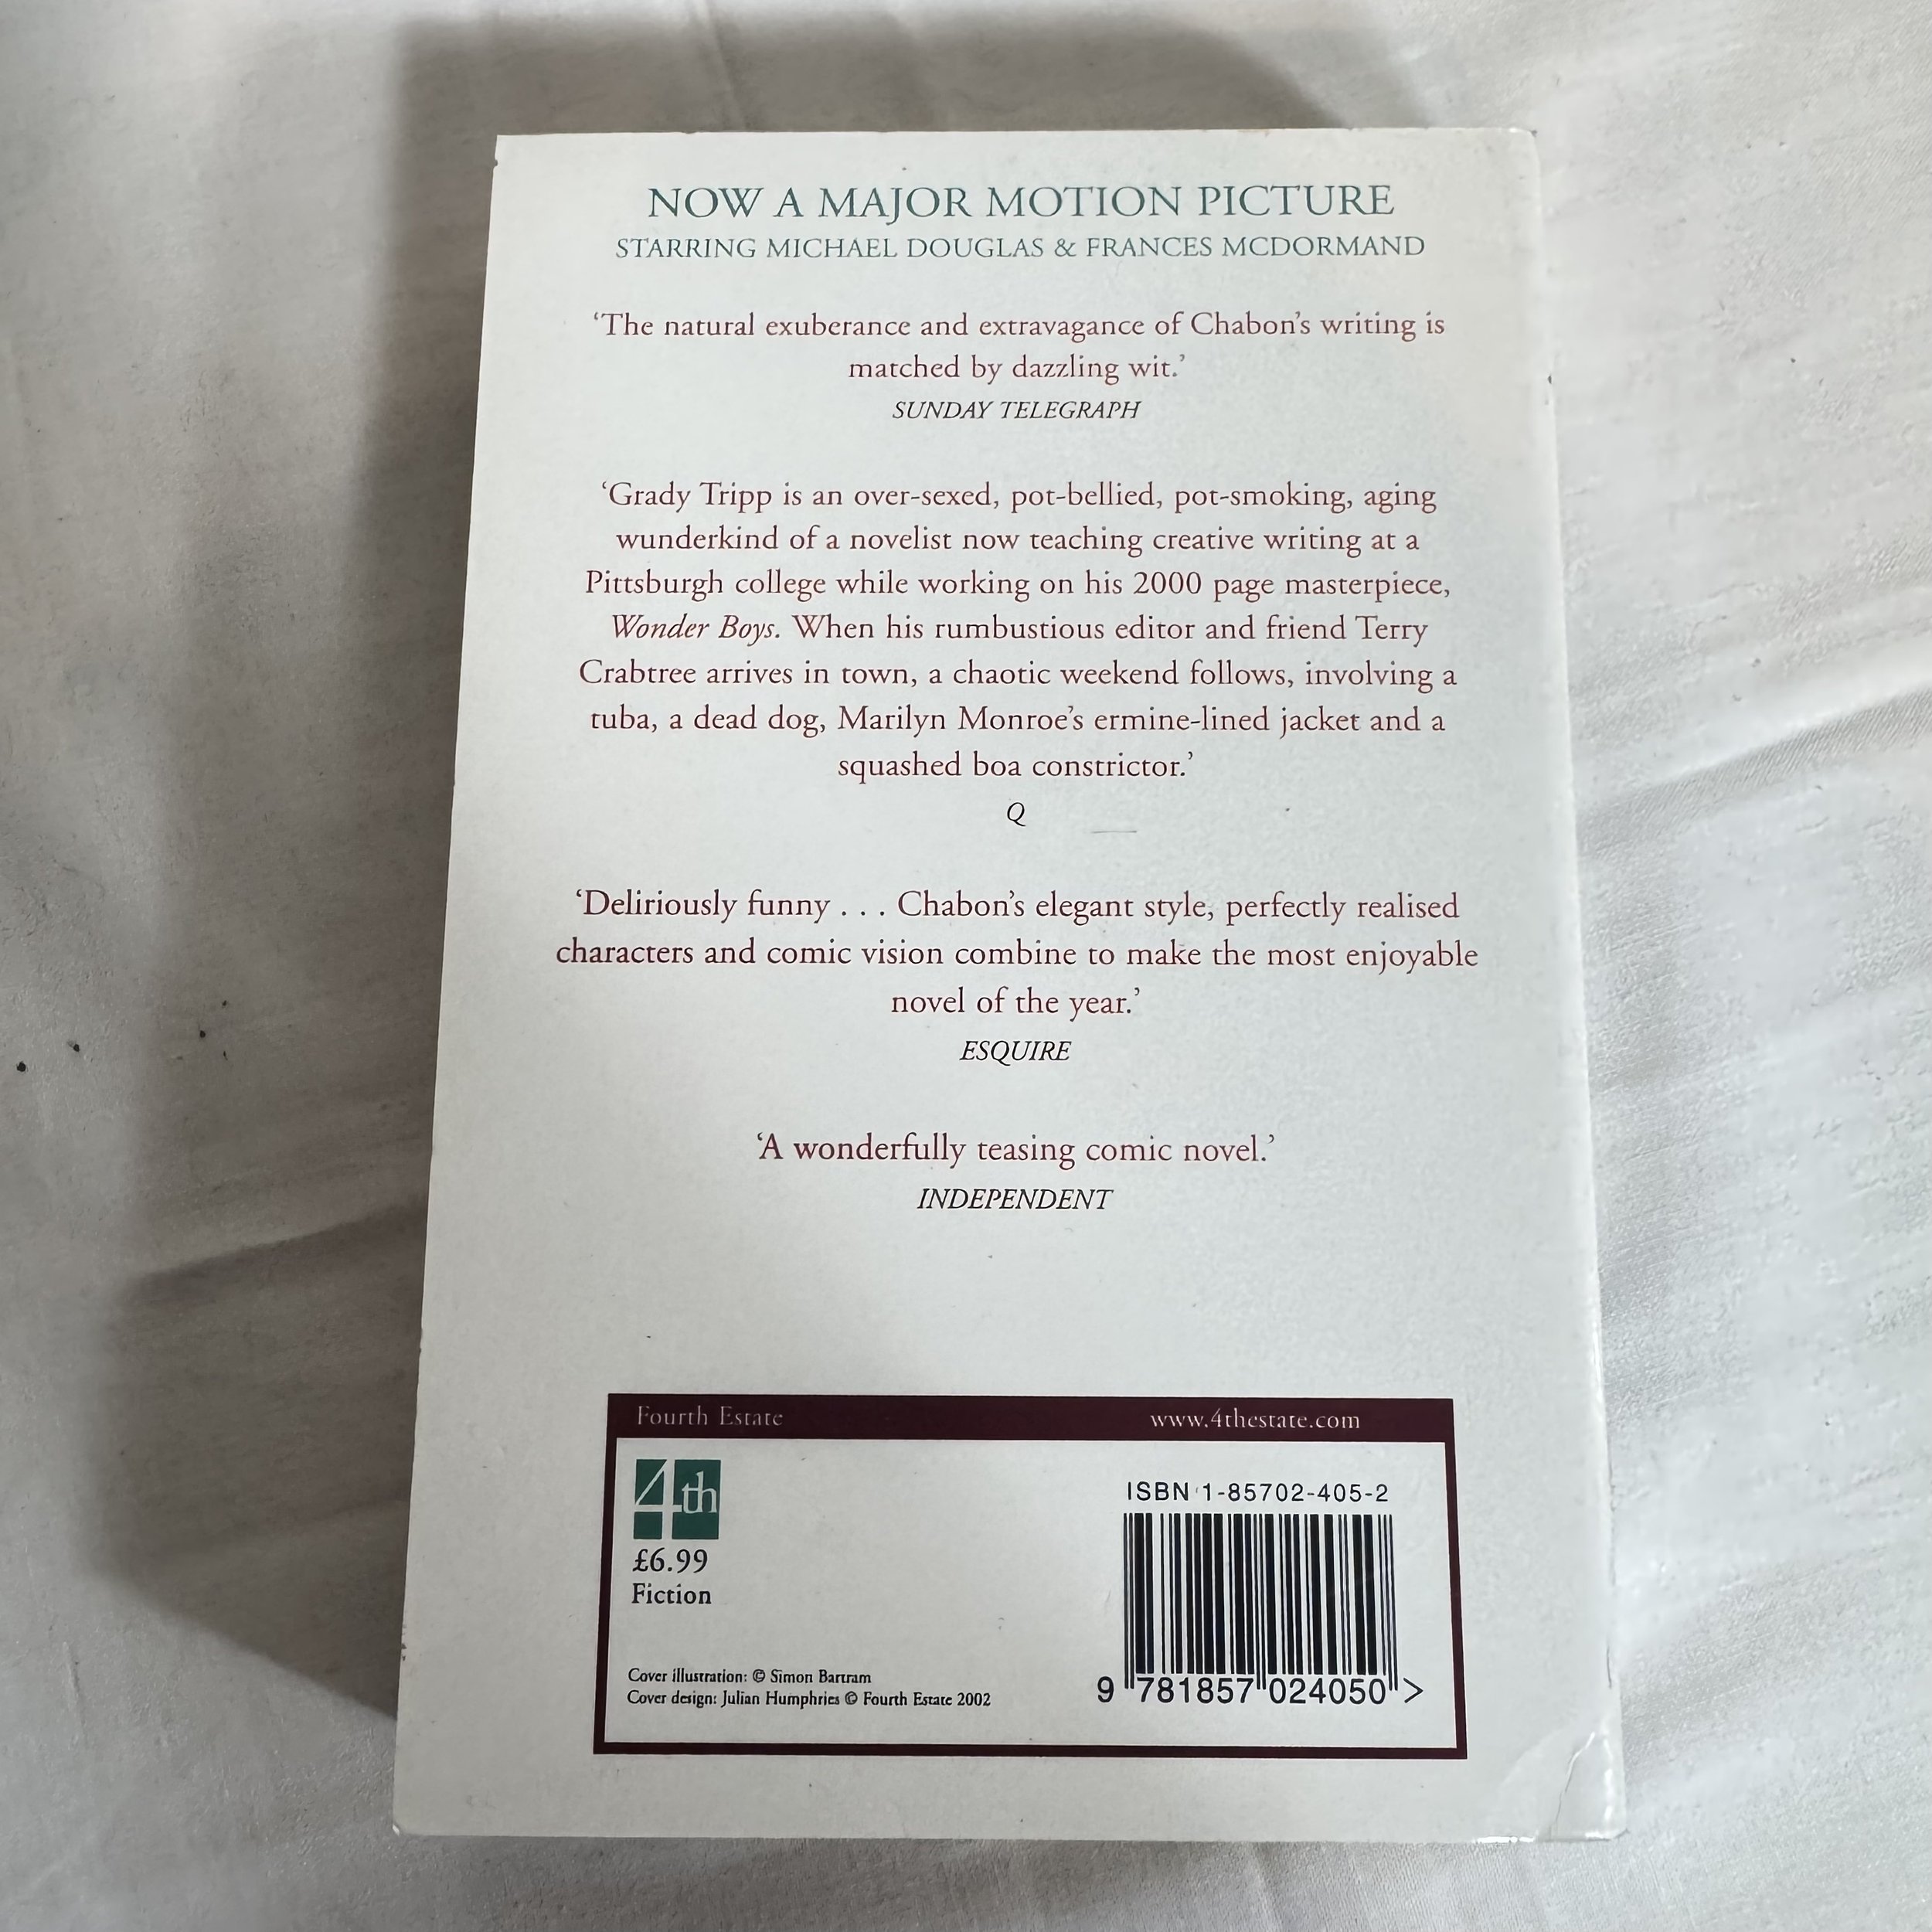 NOW A MAJOR MOTION PICTURE
STARRING MICHAEL DOUGLAS & FRANCES MCDORMAND
‘The natural exuberance and extravagance of Chabon’s writing is
matched by dazzling wit.’
SUNDAY TELEGRAPH
‘Grady Tripp is an over-sexed, pot-bellied, pot-smoking, aging
wunderkind of a novelist now teaching creative writing at a
Pittsburgh college while working on his 2000 page masterpiece,
Wonder Boys. When his rumbustious editor and friend Terry
Crabtree arrives in town, a chaotic weekend follows, involving a
tuba, a dead dog, Marilyn Monroe’s ermine-lined jacket and a
squashed boa constrictor.’
Q
‘Deliriously funny . . . Chabon’s elegant style, perfectly realised
characters and comic vision combine to make the most enjoyable
novel of the year.’
ESQUIRE
‘A wonderfully teasing comic novel.’
INDEPENDENT
Fourth Estate www.4thestate.com
4th
£6.99
Fiction
Cover illustration: © Simon Bartram
Cover design: Julian Humphries © Fourth Estate 2002
ISBN 1-85702-405-2
9 781857 024050 >